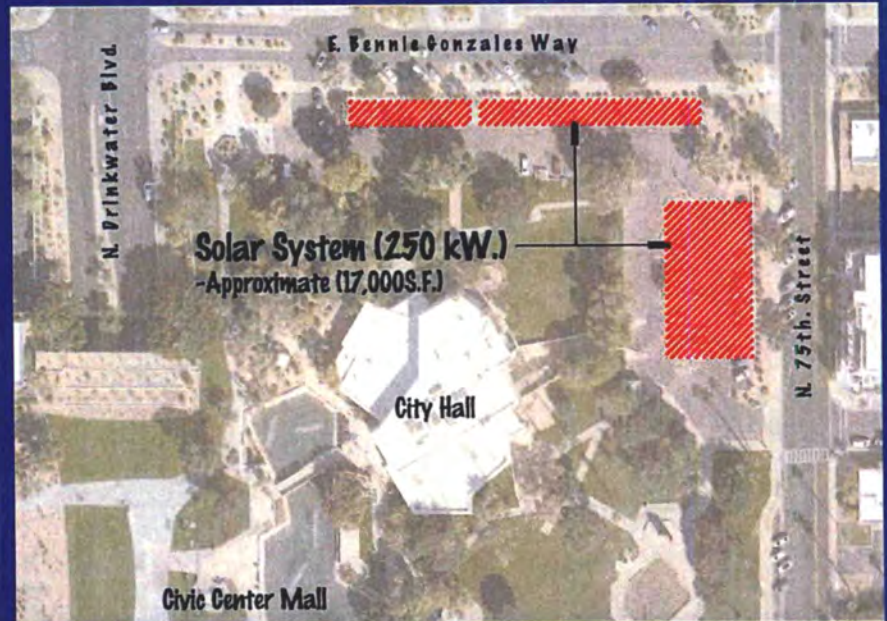 E. Bennie Gonzales Way
N. Drinkwater Blvd.
Solar System (250 kW.)
-Approximate (17,000S.F.)
N. 75th. Street
City Hall
Civic Center Mall